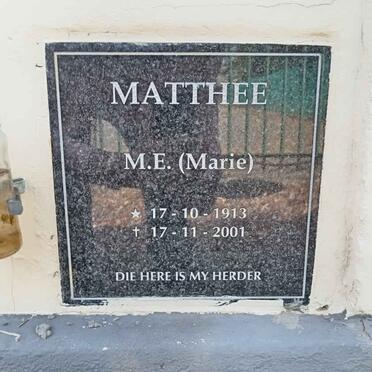 MATTHEE
M.E. (Marie)
★ 17 - 10 - 1913
† 17 - 11 - 2001
DIE HERE IS MY HERDER